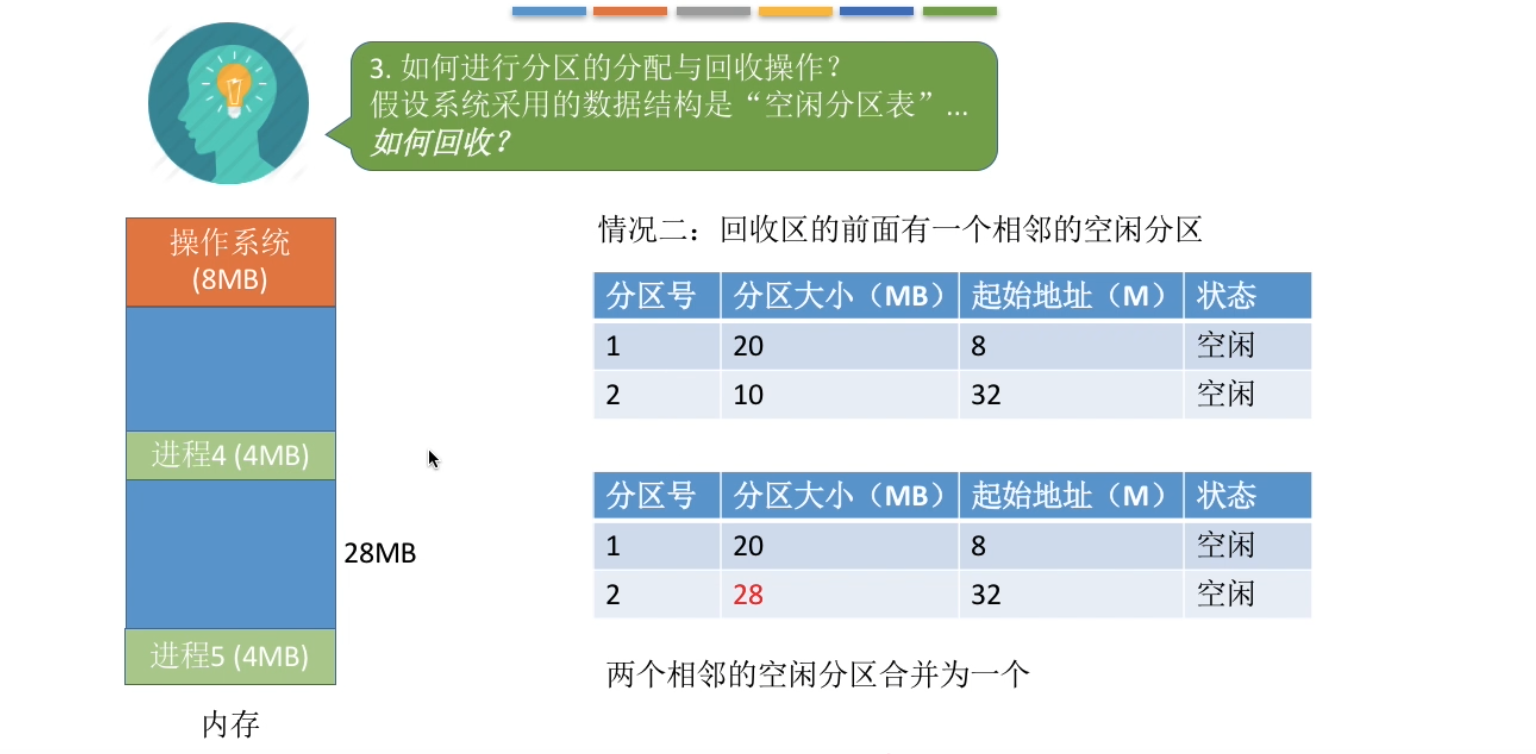 3. 如何进行分区的分配与回收操作？
假设系统采用的数据结构是“空闲分区表”...
如何回收？
操作系统
(8MB)
进程4 (4MB)
28MB
进程5 (4MB)
内存
情况二：回收区的前面有一个相邻的空闲分区
分区号 分区大小（MB） 起始地址（M） 状态
1 20 8 空闲
2 10 32 空闲
分区号 分区大小（MB） 起始地址（M） 状态
1 20 8 空闲
2 28 32 空闲
两个相邻的空闲分区合并为一个